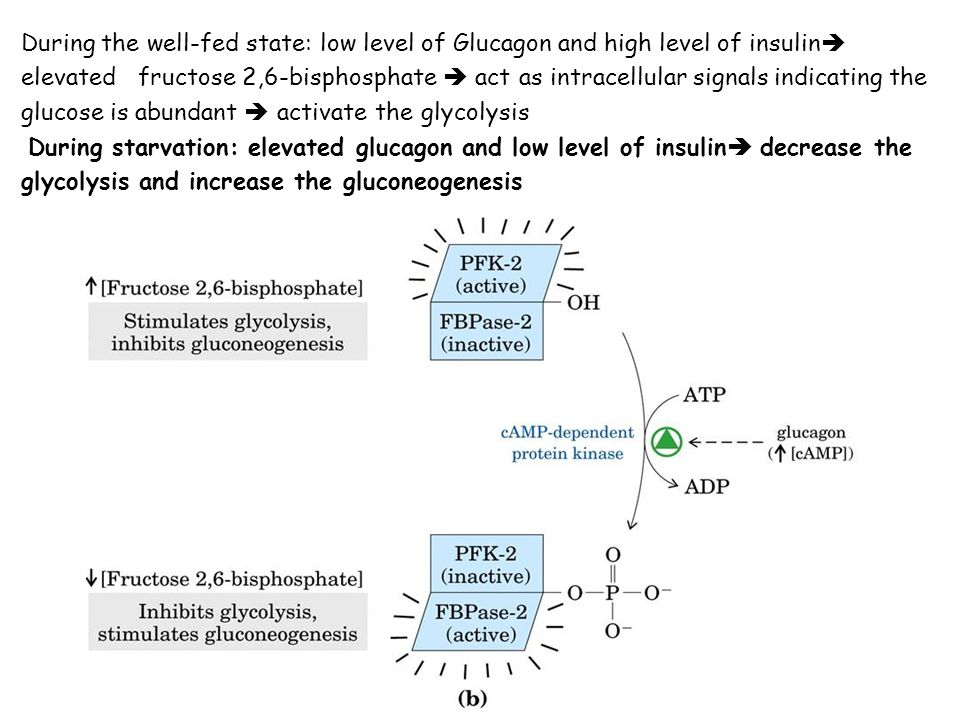 During the well-fed state: low level of Glucagon and high level of insulin➔
elevated fructose 2,6-bisphosphate ➔ act as intracellular signals indicating the
glucose is abundant ➔ activate the glycolysis
During starvation: elevated glucagon and low level of insulin➔ decrease the
glycolysis and increase the gluconeogenesis
PFK-2
(active)
OH
FBPase-2
(inactive)
↑[Fructose 2,6-bisphosphate]
Stimulates glycolysis,
inhibits gluconeogenesis
ATP
cAMP-dependent
protein kinase
glucagon
(↑[cAMP])
ADP
PFK-2
(inactive)
FBPase-2
(active)
O
O—P—O⁻
O⁻
↓[Fructose 2,6-bisphosphate]
Inhibits glycolysis,
stimulates gluconeogenesis
(b)